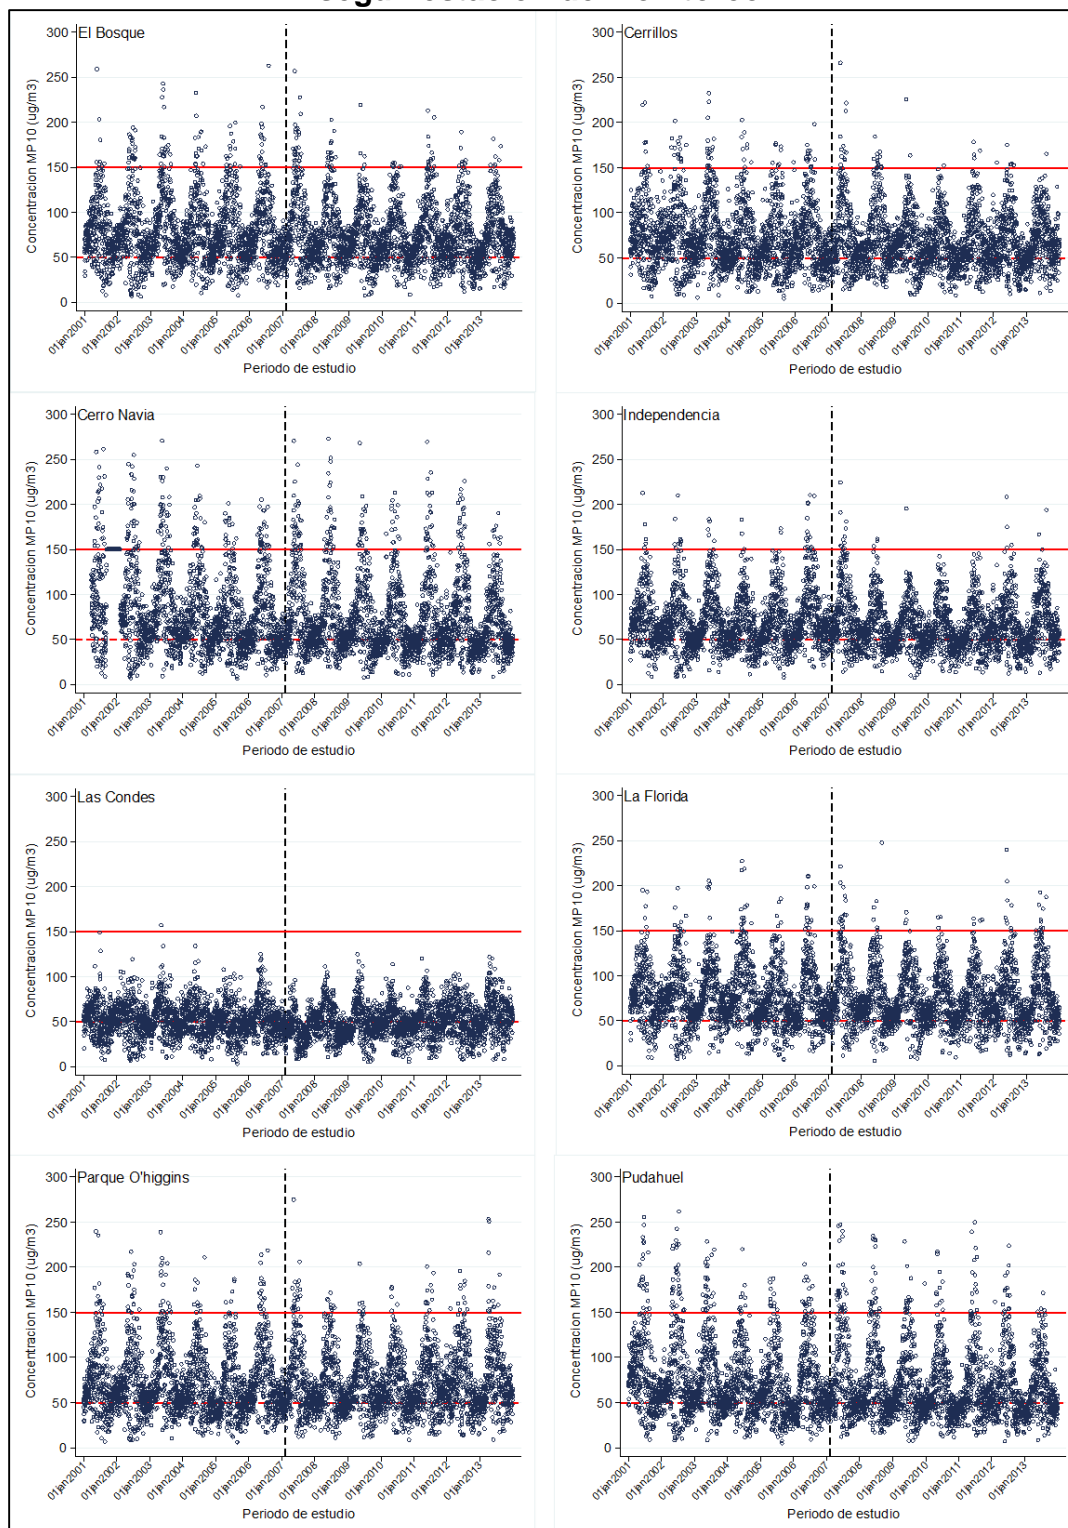 El Bosque
Concentracion MP10 (ug/m3)
300
250
200
150
100
50
0
01jan2001 01jan2002 01jan2003 01jan2004 01jan2005 01jan2006 01jan2007 01jan2008 01jan2009 01jan2010 01jan2011 01jan2012 01jan2013
Periodo de estudio
Cerrillos
Concentracion MP10 (ug/m3)
300
250
200
150
100
50
0
01jan2001 01jan2002 01jan2003 01jan2004 01jan2005 01jan2006 01jan2007 01jan2008 01jan2009 01jan2010 01jan2011 01jan2012 01jan2013
Periodo de estudio
Cerro Navia
Concentracion MP10 (ug/m3)
300
250
200
150
100
50
0
01jan2001 01jan2002 01jan2003 01jan2004 01jan2005 01jan2006 01jan2007 01jan2008 01jan2009 01jan2010 01jan2011 01jan2012 01jan2013
Periodo de estudio
Independencia
Concentracion MP10 (ug/m3)
300
250
200
150
100
50
0
01jan2001 01jan2002 01jan2003 01jan2004 01jan2005 01jan2006 01jan2007 01jan2008 01jan2009 01jan2010 01jan2011 01jan2012 01jan2013
Periodo de estudio
Las Condes
Concentracion MP10 (ug/m3)
300
250
200
150
100
50
0
01jan2001 01jan2002 01jan2003 01jan2004 01jan2005 01jan2006 01jan2007 01jan2008 01jan2009 01jan2010 01jan2011 01jan2012 01jan2013
Periodo de estudio
La Florida
Concentracion MP10 (ug/m3)
300
250
200
150
100
50
0
01jan2001 01jan2002 01jan2003 01jan2004 01jan2005 01jan2006 01jan2007 01jan2008 01jan2009 01jan2010 01jan2011 01jan2012 01jan2013
Periodo de estudio
Parque O'higgins
Concentracion MP10 (ug/m3)
300
250
200
150
100
50
0
01jan2001 01jan2002 01jan2003 01jan2004 01jan2005 01jan2006 01jan2007 01jan2008 01jan2009 01jan2010 01jan2011 01jan2012 01jan2013
Periodo de estudio
Pudahuel
Concentracion MP10 (ug/m3)
300
250
200
150
100
50
0
01jan2001 01jan2002 01jan2003 01jan2004 01jan2005 01jan2006 01jan2007 01jan2008 01jan2009 01jan2010 01jan2011 01jan2012 01jan2013
Periodo de estudio